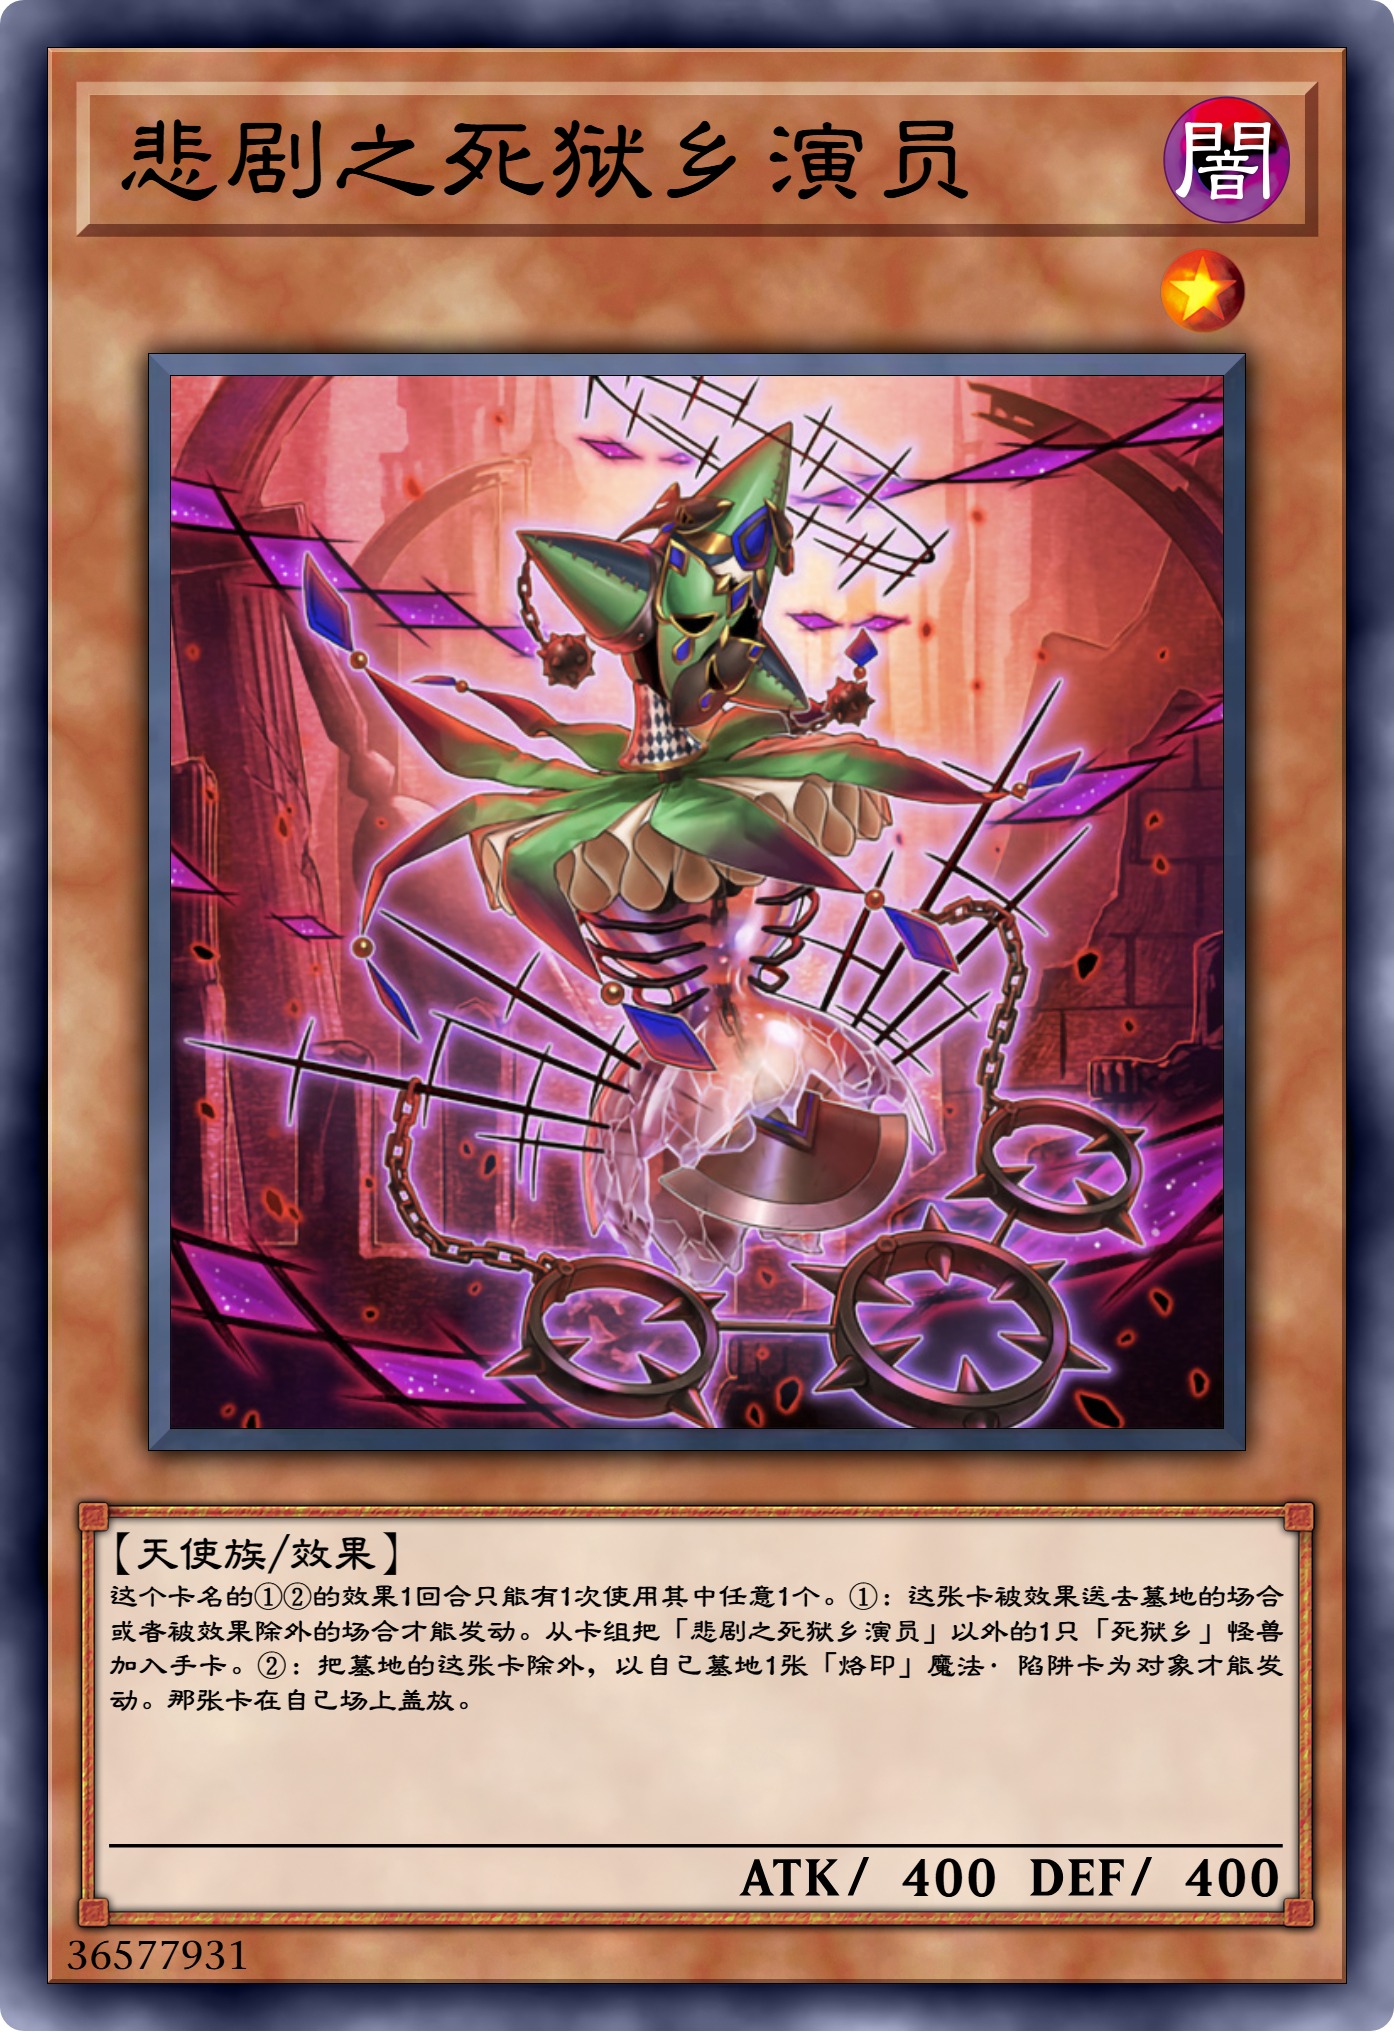 悲剧之死狱乡演员
闇
【天使族/效果】
这个卡名的①②的效果1回合只能有1次使用其中任意1个。①：这张卡被效果送去墓地的场合
或者被效果除外的场合才能发动。从卡组把「悲剧之死狱乡演员」以外的1只「死狱乡」怪兽
加入手卡。②：把墓地的这张卡除外，以自己墓地1张「烙印」魔法·陷阱卡为对象才能发
动。那张卡在自己场上盖放。
ATK/ 400 DEF/ 400
36577931